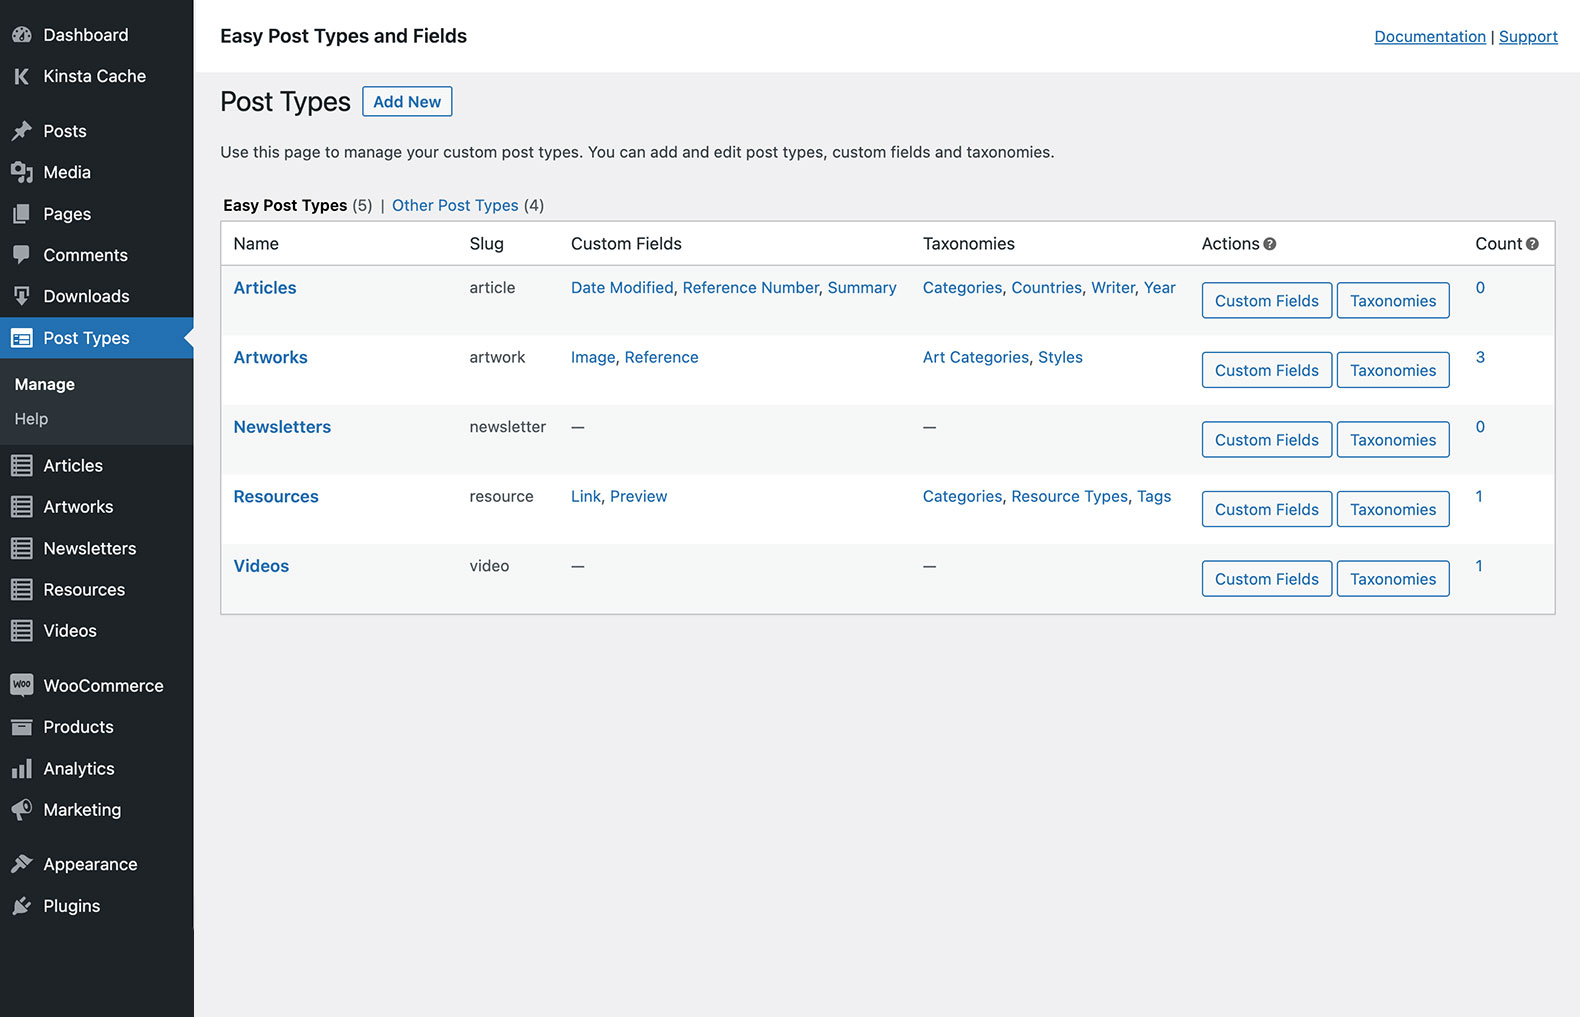 Dashboard
Kinsta Cache
Posts
Media
Pages
Comments
Downloads
Post Types
Manage
Help
Articles
Artworks
Newsletters
Resources
Videos
WOO WooCommerce
Products
Analytics
Marketing
Appearance
Plugins
Easy Post Types and Fields
Documentation | Support
Post Types Add New
Use this page to manage your custom post types. You can add and edit post types, custom fields and taxonomies.
Easy Post Types (5) | Other Post Types (4)
Name Slug Custom Fields Taxonomies Actions ? Count ?
Articles article Date Modified, Reference Number, Summary Categories, Countries, Writer, Year Custom Fields Taxonomies 0
Artworks artwork Image, Reference Art Categories, Styles Custom Fields Taxonomies 3
Newsletters newsletter — — Custom Fields Taxonomies 0
Resources resource Link, Preview Categories, Resource Types, Tags Custom Fields Taxonomies 1
Videos video — — Custom Fields Taxonomies 1